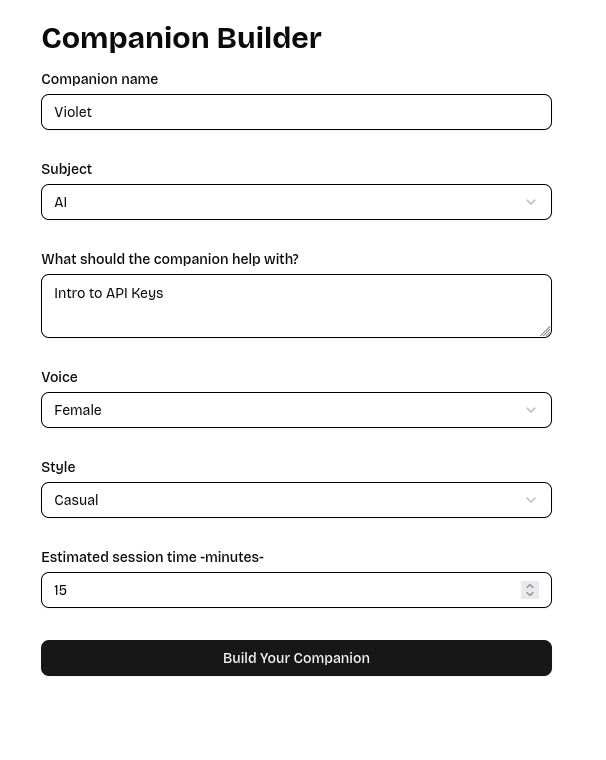 Companion Builder
Companion name
Violet
Subject
AI
What should the companion help with?
Intro to API Keys
Voice
Female
Style
Casual
Estimated session time -minutes-
15
Build Your Companion